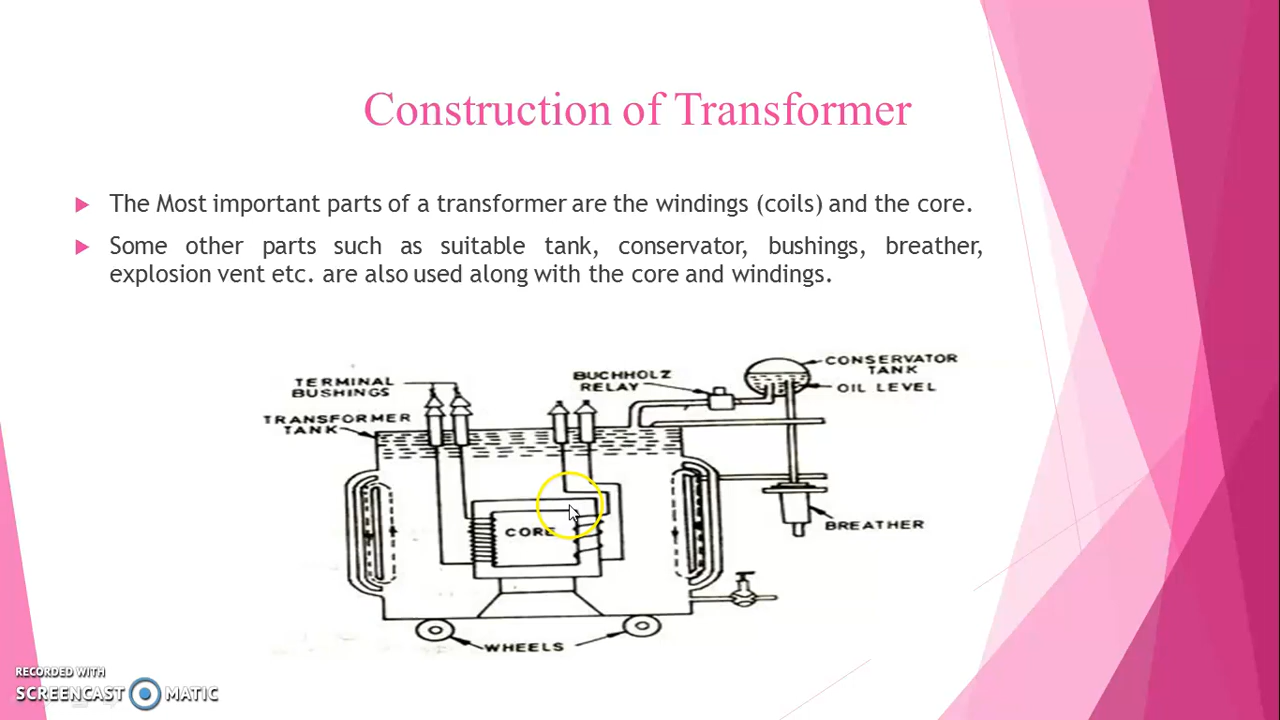 Construction of Transformer
The Most important parts of a transformer are the windings (coils) and the core.
Some other parts such as suitable tank, conservator, bushings, breather,
explosion vent etc. are also used along with the core and windings.
TERMINAL
BUSHINGS
TRANSFORMER
TANK
BUCHHOLZ
RELAY
CONSERVATOR
TANK
OIL LEVEL
CORE
BREATHER
WHEELS
RECORDED WITH
SCREENCAST MATIC